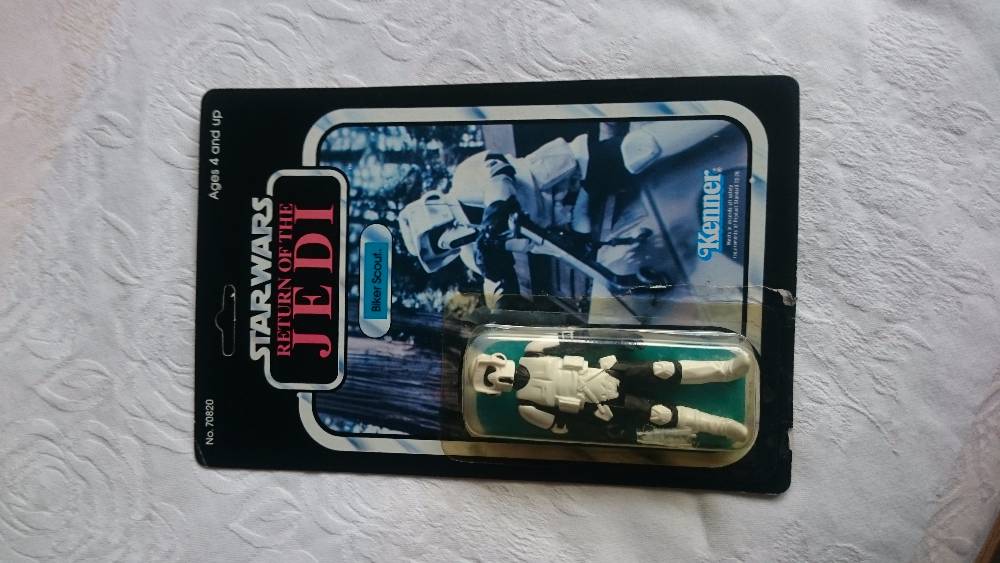 No. 70820
Ages 4 and up
STAR WARS
RETURN OF THE
JEDI
Biker Scout
Kenner